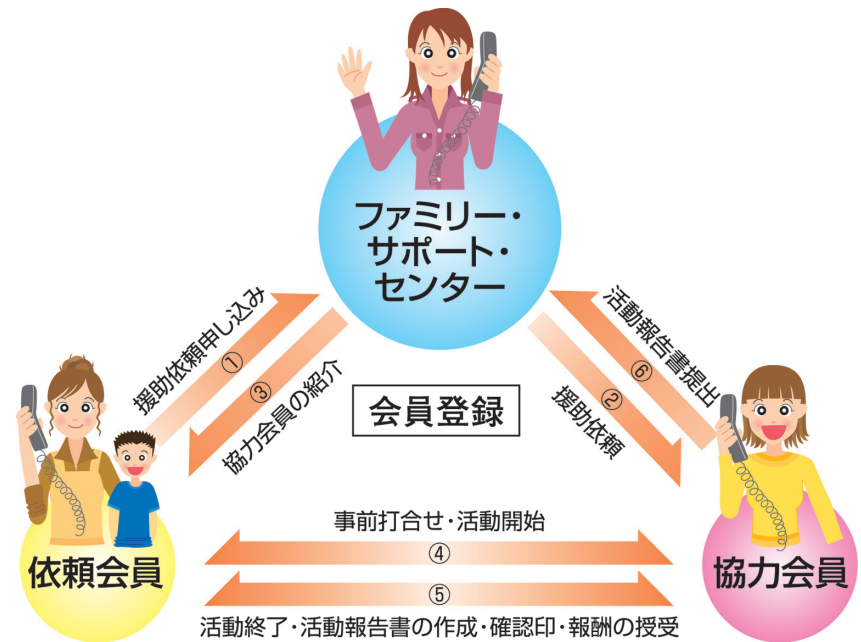 ファミリー・
サポート・
センター
援助依頼申し込み
①
③
協力会員の紹介
会員登録
活動報告書提出
⑥
②
援助依頼
事前打合せ・活動開始
④
⑤
活動終了・活動報告書の作成・確認印・報酬の授受
依頼会員
協力会員